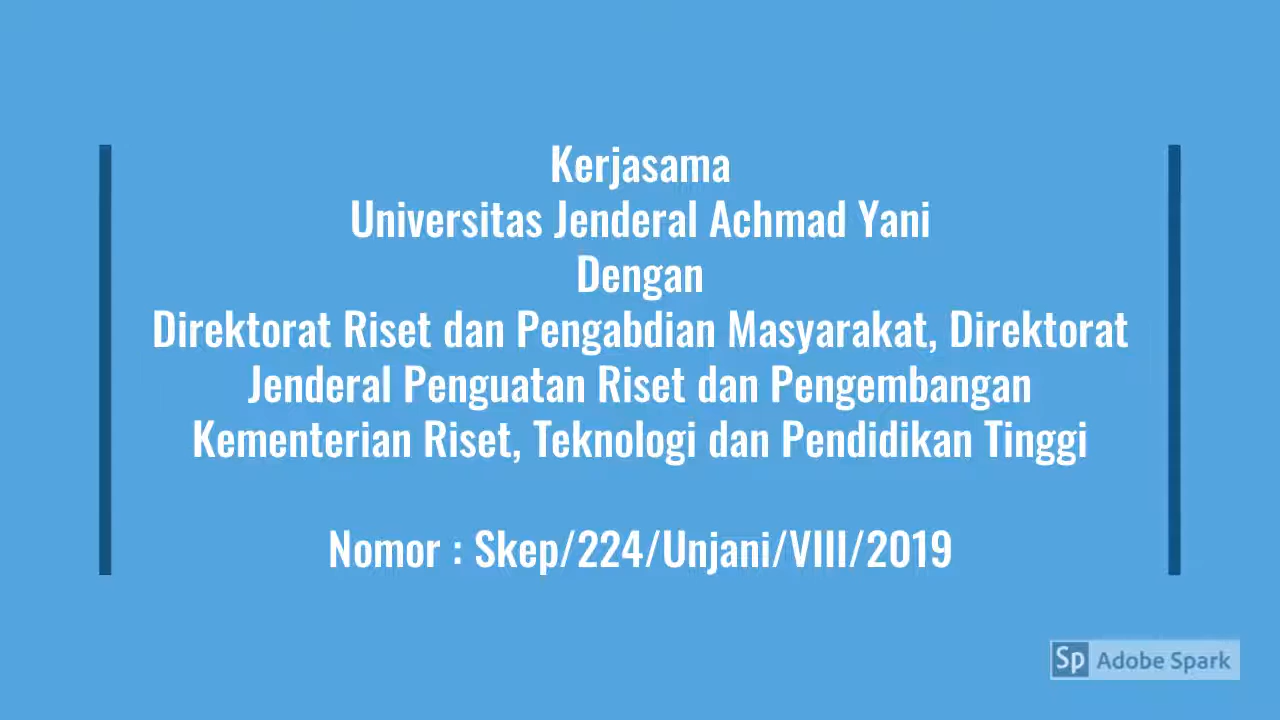 Kerjasama
Universitas Jenderal Achmad Yani
Dengan
Direktorat Riset dan Pengabdian Masyarakat, Direktorat
Jenderal Penguatan Riset dan Pengembangan
Kementerian Riset, Teknologi dan Pendidikan Tinggi
Nomor : Skep/224/Unjani/VIII/2019
Sp Adobe Spark